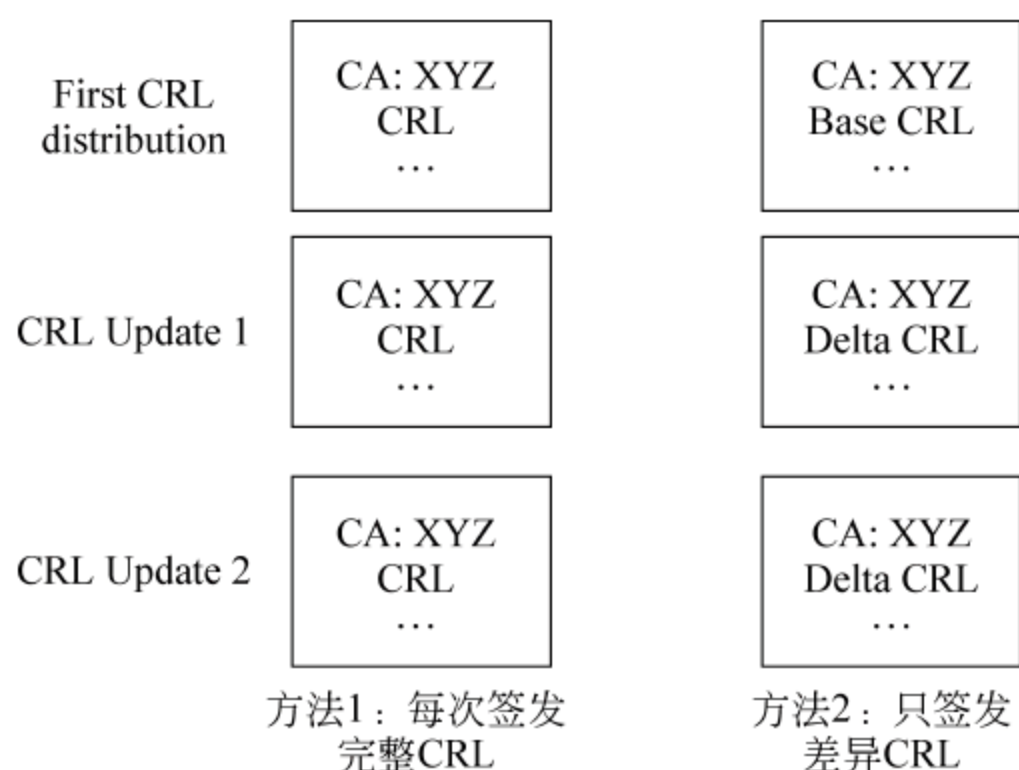 First CRL
distribution
CA: XYZ
CRL
…
CA: XYZ
Base CRL
…
CRL Update 1
CA: XYZ
CRL
…
CA: XYZ
Delta CRL
…
CRL Update 2
CA: XYZ
CRL
…
CA: XYZ
Delta CRL
…
方法1：每次签发
完整CRL
方法2：只签发
差异CRL